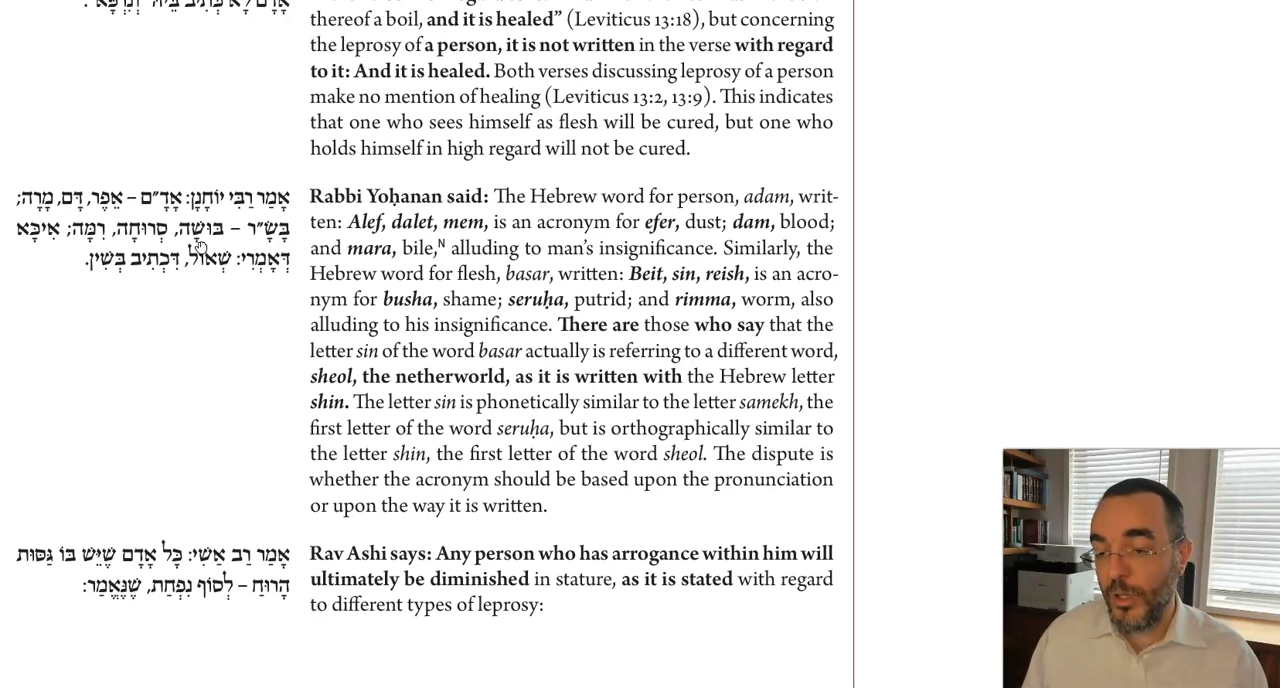 אָדָם לָא כְּתִיב בֵּיהּ ״וְנִרְפָּא״.
thereof a boil, and it is healed” (Leviticus 13:18), but concerning
the leprosy of a person, it is not written in the verse with regard
to it: And it is healed. Both verses discussing leprosy of a person
make no mention of healing (Leviticus 13:2, 13:9). This indicates
that one who sees himself as flesh will be cured, but one who
holds himself in high regard will not be cured.
אָמַר רַבִּי יוֹחָנָן: אָדָ״ם – אֵפֶר, דָּם, מָרָה;
בָּשָׂ״ר – בּוּשָׁה, סְרוּחָה, רִמָּה; אִיכָּא
דְּאָמְרִי: שְׁאוֹל, דִּכְתִיב בְּשִׁין.
Rabbi Yoḥanan said: The Hebrew word for person, adam, writ-
ten: Alef, dalet, mem, is an acronym for efer, dust; dam, blood;
and mara, bile,ᴺ alluding to man’s insignificance. Similarly, the
Hebrew word for flesh, basar, written: Beit, sin, reish, is an acro-
nym for busha, shame; seruḥa, putrid; and rimma, worm, also
alluding to his insignificance. There are those who say that the
letter sin of the word basar actually is referring to a different word,
sheol, the netherworld, as it is written with the Hebrew letter
shin. The letter sin is phonetically similar to the letter samekh, the
first letter of the word seruḥa, but is orthographically similar to
the letter shin, the first letter of the word sheol. The dispute is
whether the acronym should be based upon the pronunciation
or upon the way it is written.
אָמַר רַב אַשִׁי: כָּל אָדָם שֶׁיֵּשׁ בּוֹ גַּסּוּת
הָרוּחַ – לְסוֹף נִפְחַת, שֶׁנֶּאֱמַר:
Rav Ashi says: Any person who has arrogance within him will
ultimately be diminished in stature, as it is stated with regard
to different types of leprosy: